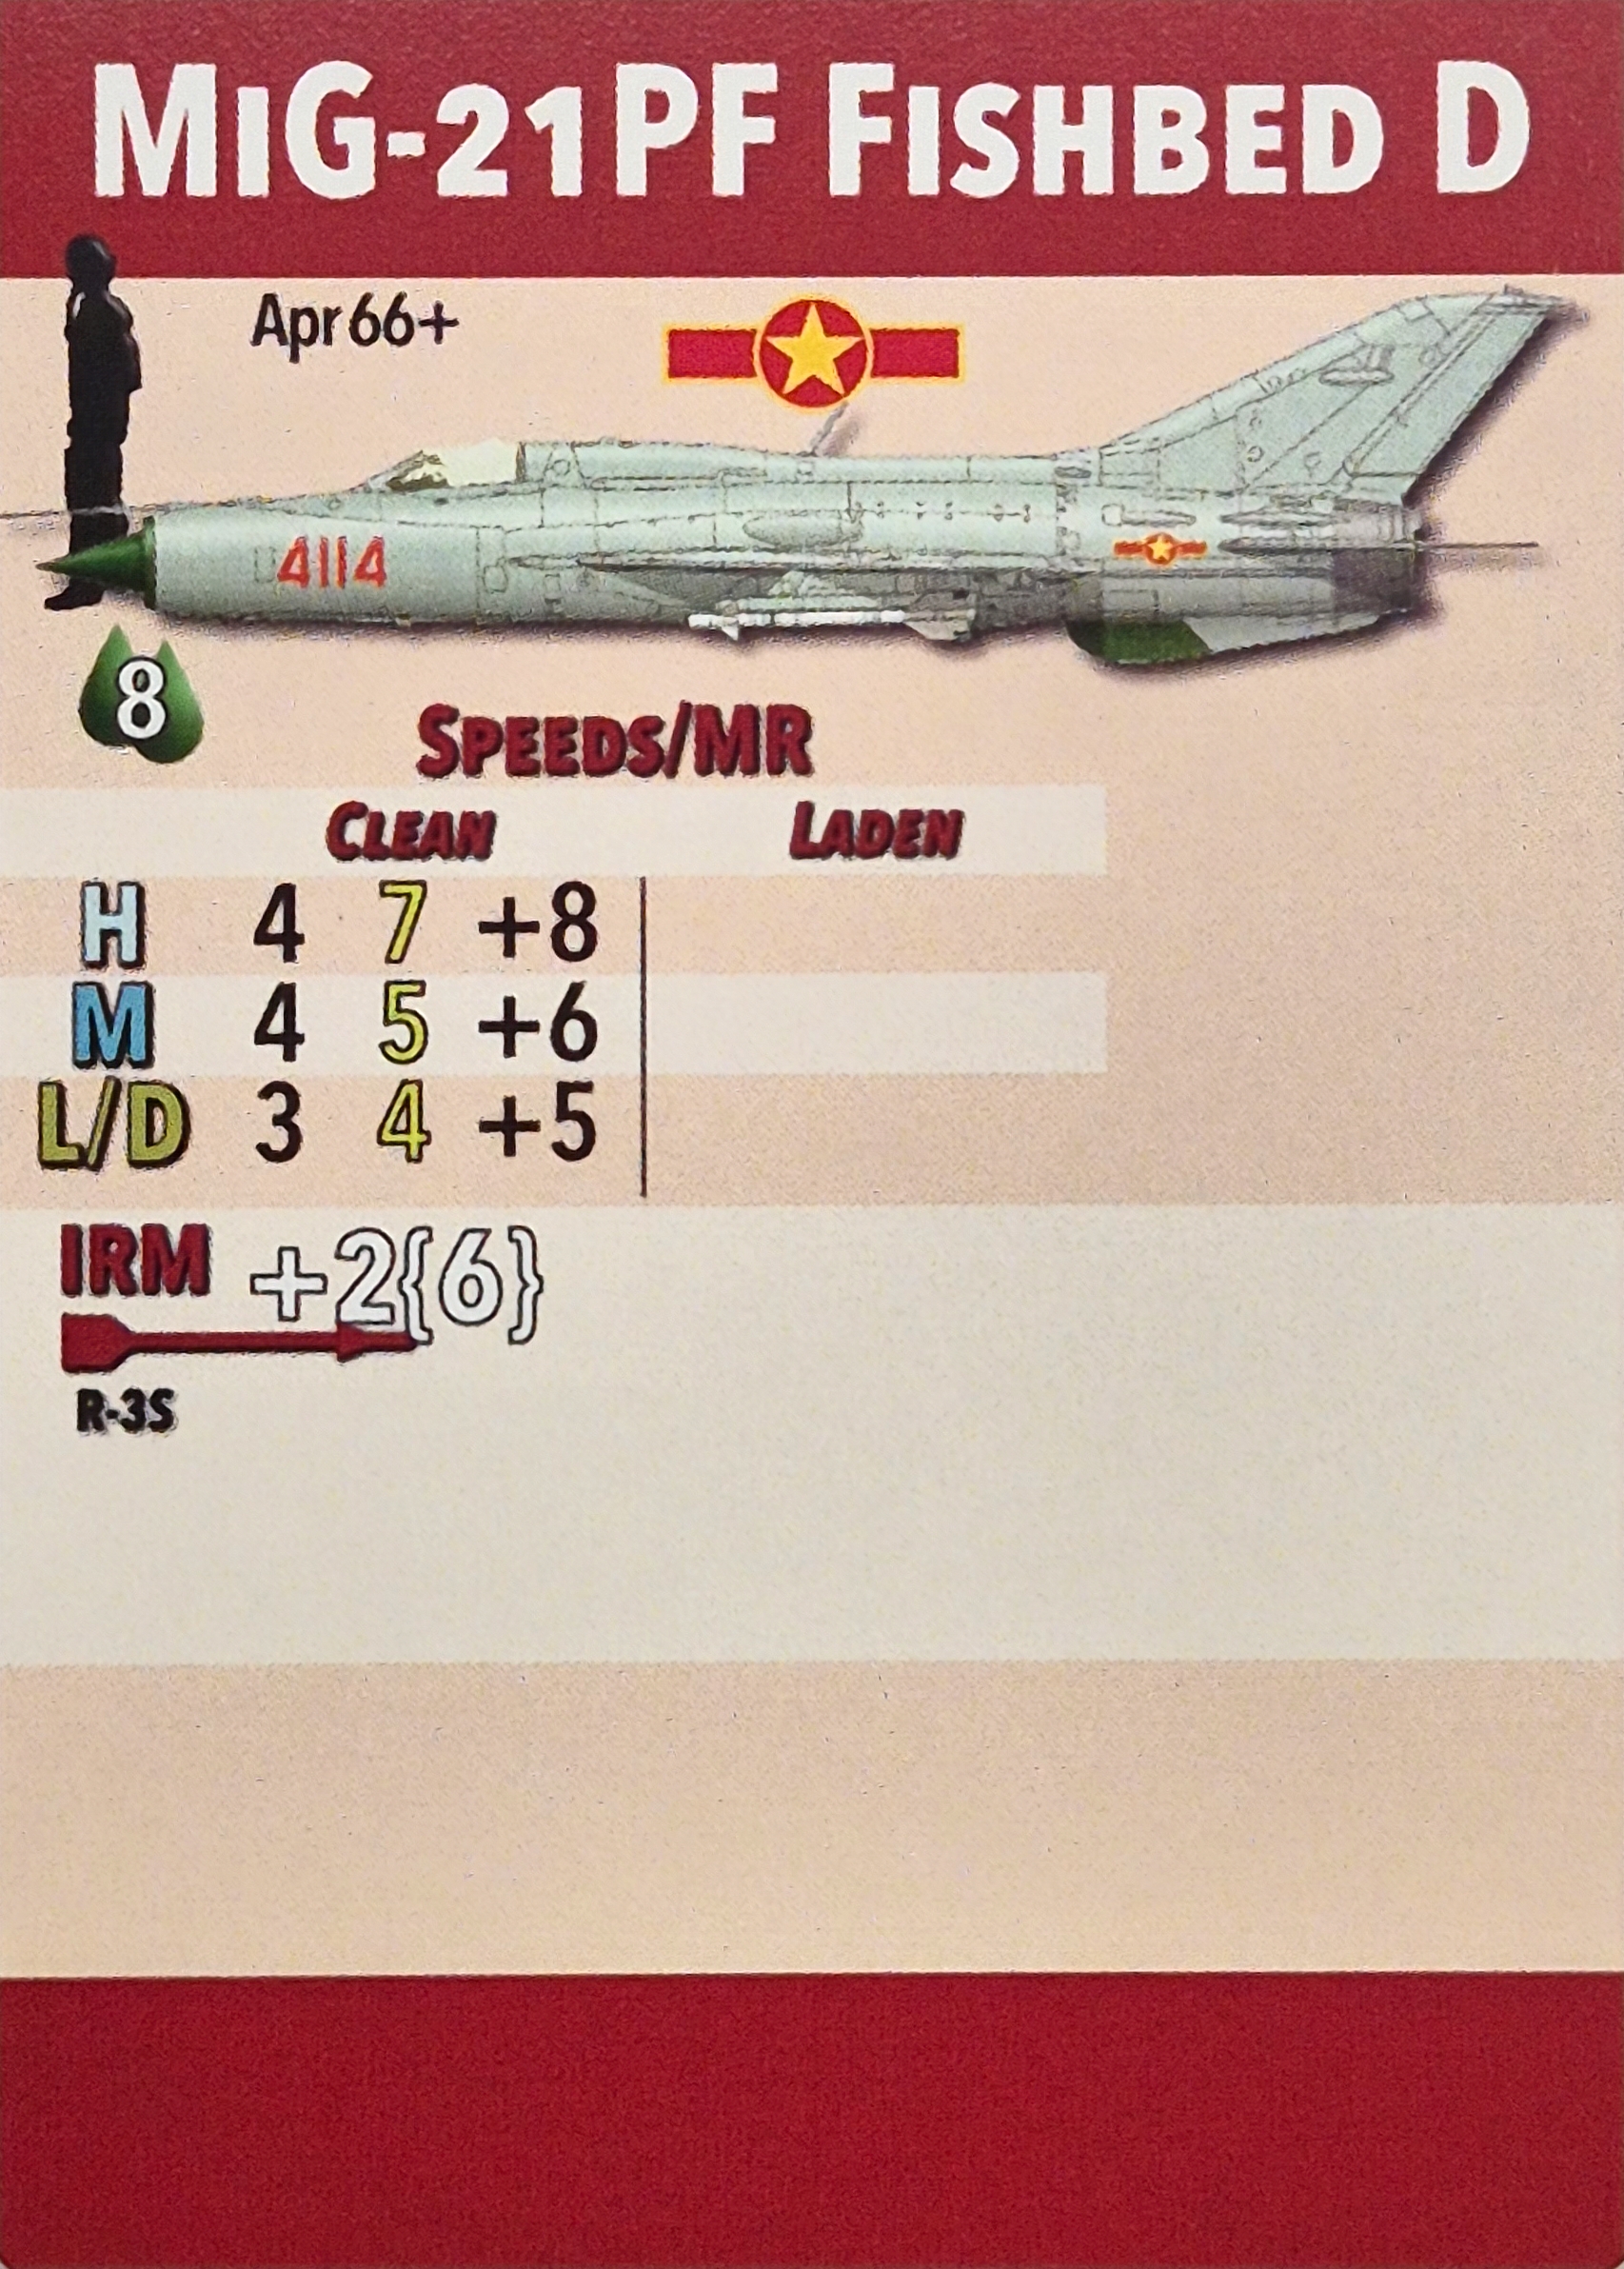 MiG-21PF Fishbed D
Apr 66+
4114
8
Speeds/MR
Clean Laden
H 4 7 +8
M 4 5 +6
L/D 3 4 +5
IRM +2{6}
R-3S